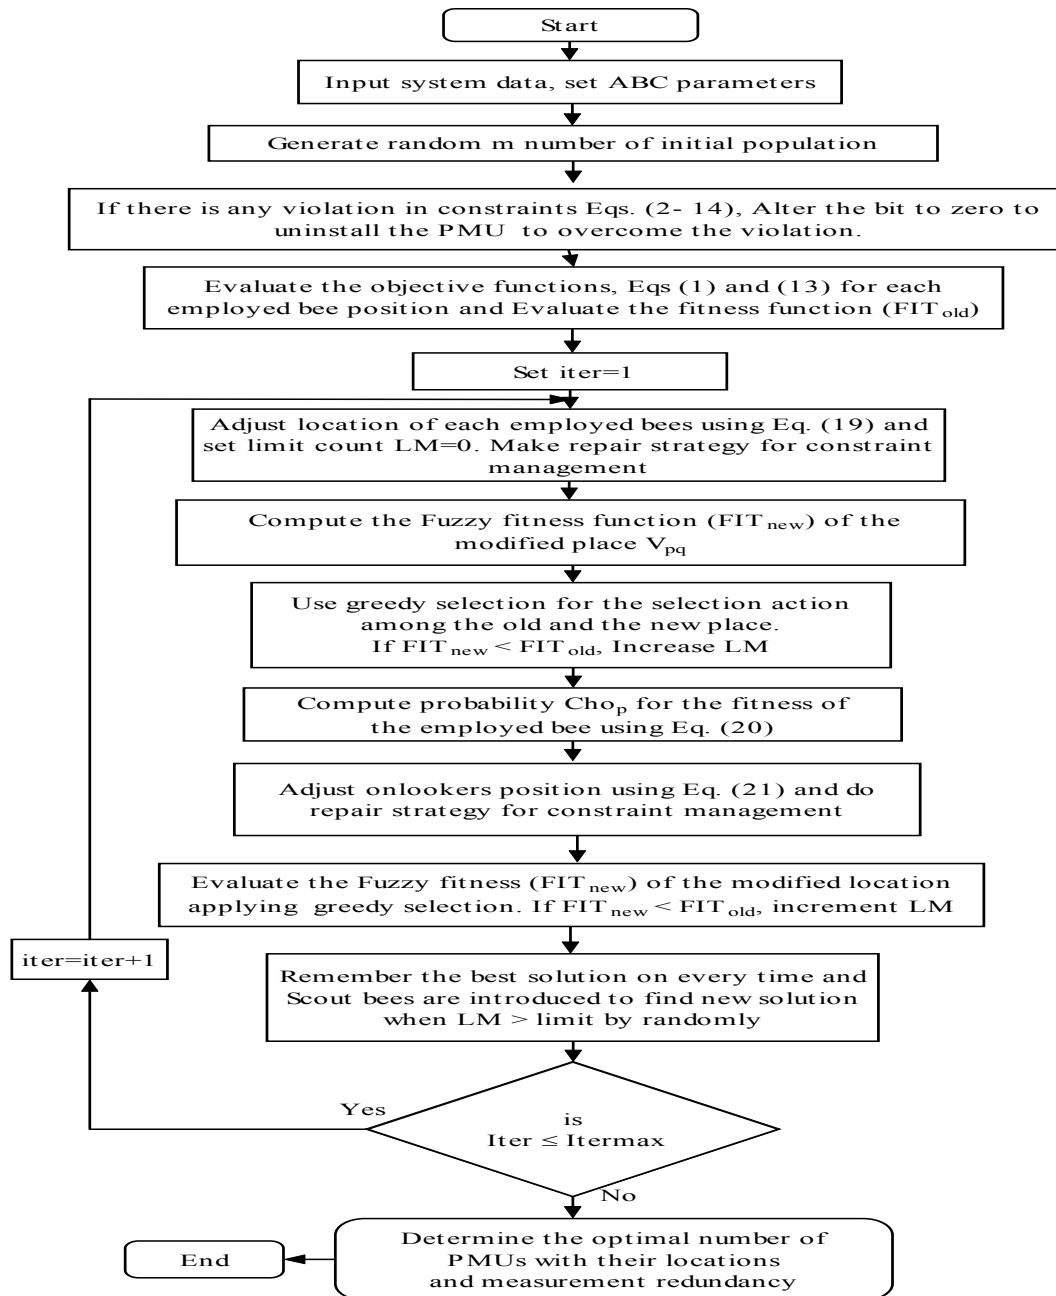 Start
Input system data, set ABC parameters
Generate random m number of initial population
If there is any violation in constraints Eqs. (2- 14), Alter the bit to zero to
uninstall the PMU to overcome the violation.
Evaluate the objective functions, Eqs (1) and (13) for each
employed bee position and Evaluate the fitness function (FIT old)
Set iter=1
Adjust location of each employed bees using Eq. (19) and
set limit count LM=0. Make repair strategy for constraint
management
Compute the Fuzzy fitness function (FIT new) of the
modified place Vpq
Use greedy selection for the selection action
among the old and the new place.
If FIT new < FIT old, Increase LM
Compute probability Chop for the fitness of
the employed bee using Eq. (20)
Adjust onlookers position using Eq. (21) and do
repair strategy for constraint management
Evaluate the Fuzzy fitness (FIT new) of the modified location
applying greedy selection. If FIT new < FIT old, increment LM
iter=iter+1
Remember the best solution on every time and
Scout bees are introduced to find new solution
when LM > limit by randomly
Yes
is
Iter ≤ Itermax
No
Determine the optimal number of
PMUs with their locations
and measurement redundancy
End